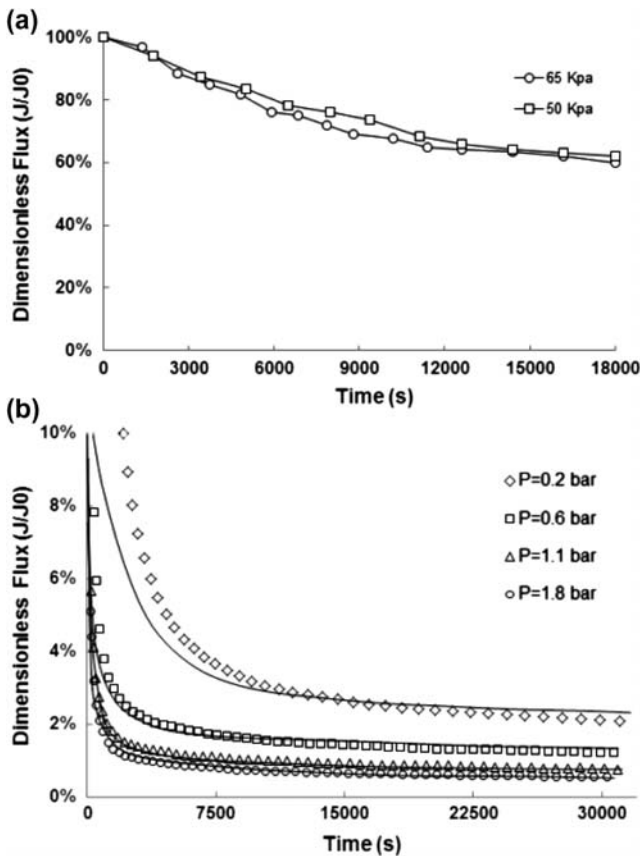 (a)
100%
80%
60%
40%
20%
0%
Dimensionless Flux (J/J0)
65 Kpa
50 Kpa
0 3000 6000 9000 12000 15000 18000
Time (s)
(b)
10%
8%
6%
4%
2%
0%
Dimensionless Flux (J/J0)
P=0.2 bar
P=0.6 bar
P=1.1 bar
P=1.8 bar
0 7500 15000 22500 30000
Time (s)